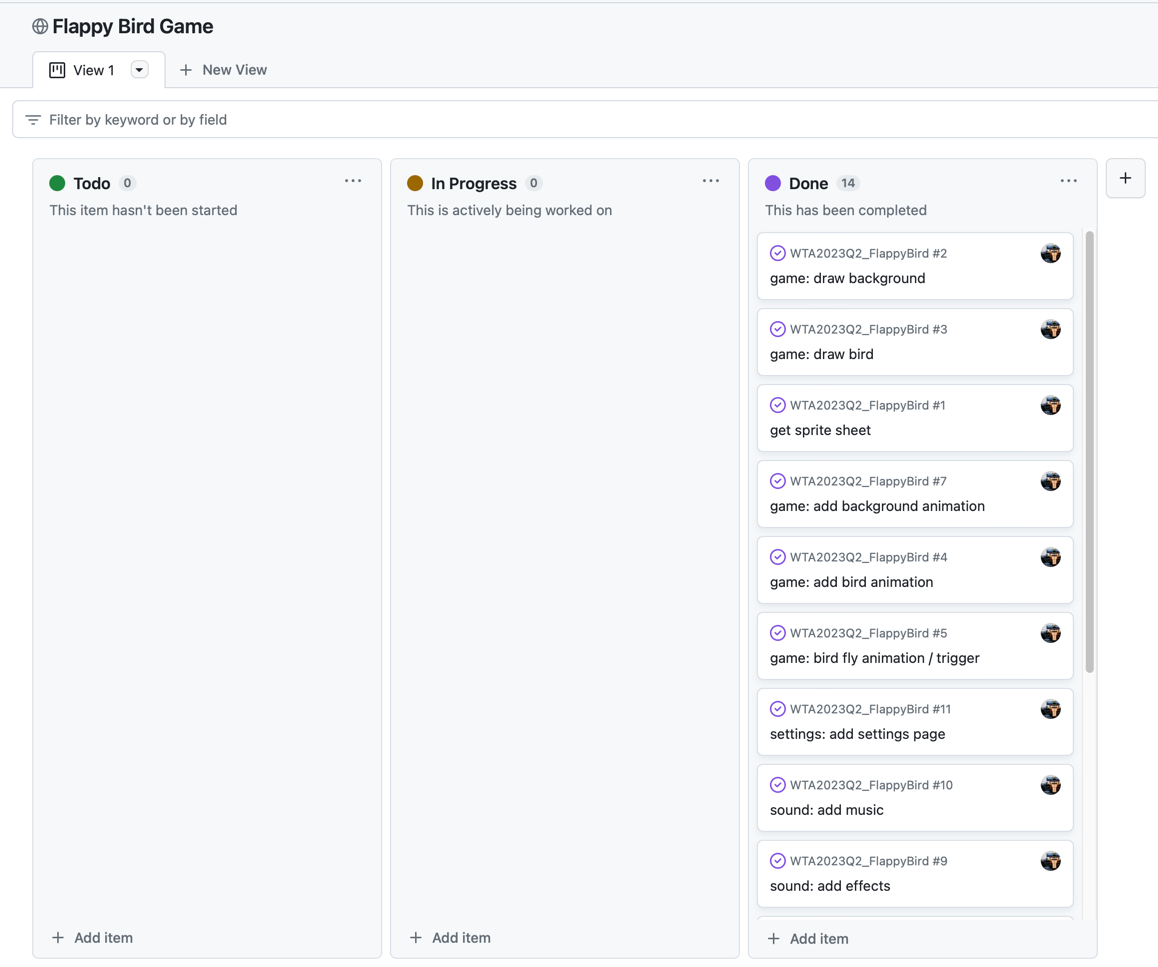 Flappy Bird Game
View 1
New View
Filter by keyword or by field
Todo 0
This item hasn't been started
Add item
In Progress 0
This is actively being worked on
Add item
Done 14
This has been completed
WTA2023Q2_FlappyBird #2
game: draw background
WTA2023Q2_FlappyBird #3
game: draw bird
WTA2023Q2_FlappyBird #1
get sprite sheet
WTA2023Q2_FlappyBird #7
game: add background animation
WTA2023Q2_FlappyBird #4
game: add bird animation
WTA2023Q2_FlappyBird #5
game: bird fly animation / trigger
WTA2023Q2_FlappyBird #11
settings: add settings page
WTA2023Q2_FlappyBird #10
sound: add music
WTA2023Q2_FlappyBird #9
sound: add effects
Add item